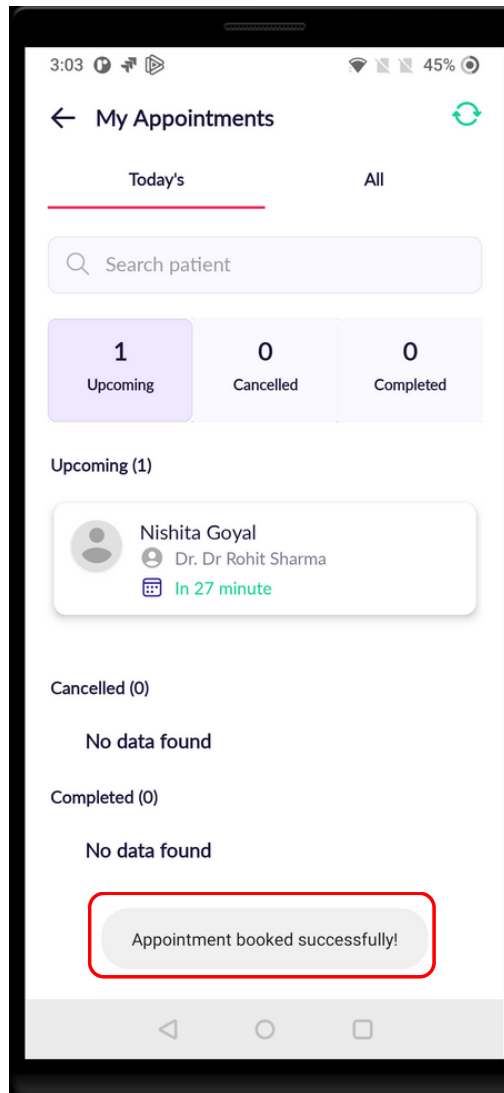 3:03 45%
My Appointments
Today's All
Search patient
1 0 0
Upcoming Cancelled Completed
Upcoming (1)
Nishita Goyal
Dr. Dr Rohit Sharma
In 27 minute
Cancelled (0)
No data found
Completed (0)
No data found
Appointment booked successfully!